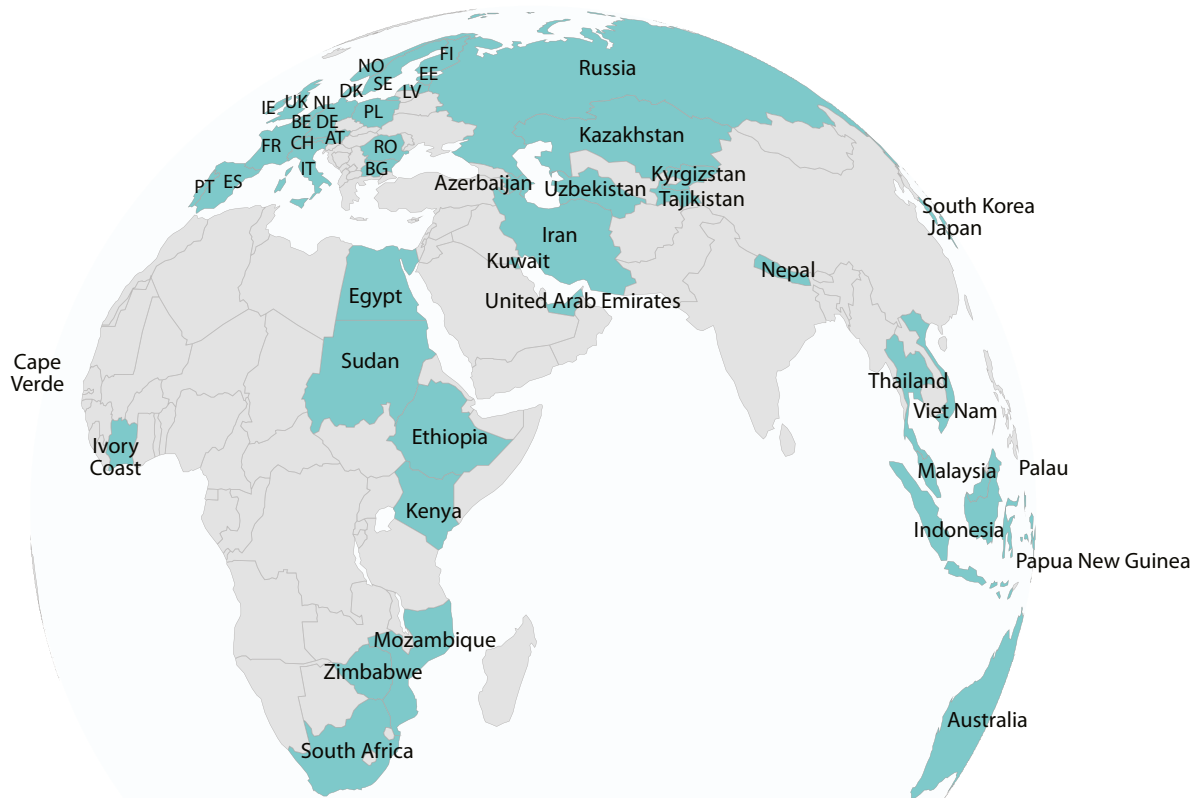 FI
NO
Russia
EE
SE
DK
LV
UK
NL
IE
PL
BE
DE
Kazakhstan
AT
CH
FR
RO
IT
BG
Kyrgyzstan
Azerbaijan
Uzbekistan
PT
ES
Tajikistan
South Korea
Japan
Iran
Kuwait
Nepal
Egypt
United Arab Emirates
Sudan
Cape
Verde
Thailand
Viet Nam
Ethiopia
Ivory
Coast
Malaysia
Palau
Kenya
Indonesia
Papua New Guinea
Mozambique
Zimbabwe
Australia
South Africa